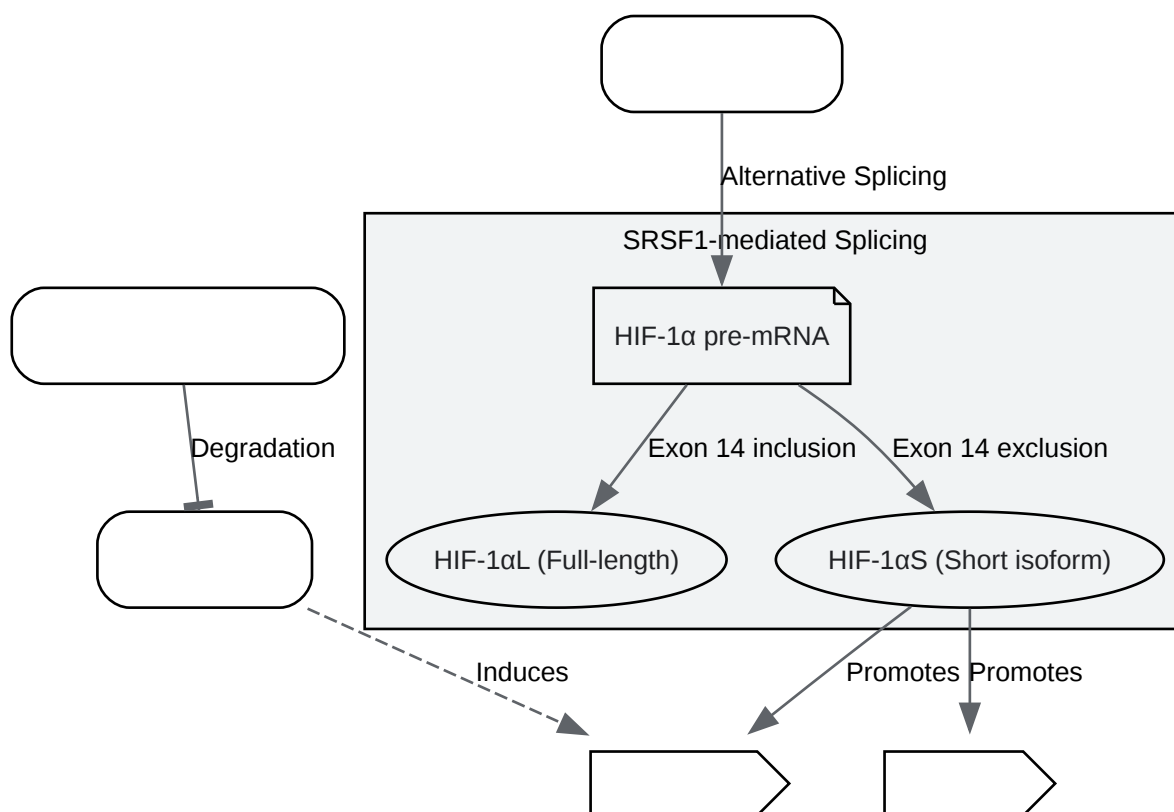 Alternative Splicing
SRSF1-mediated Splicing
HIF-1α pre-mRNA
Degradation
Exon 14 inclusion
Exon 14 exclusion
HIF-1αL (Full-length)
HIF-1αS (Short isoform)
Induces
Promotes
Promotes